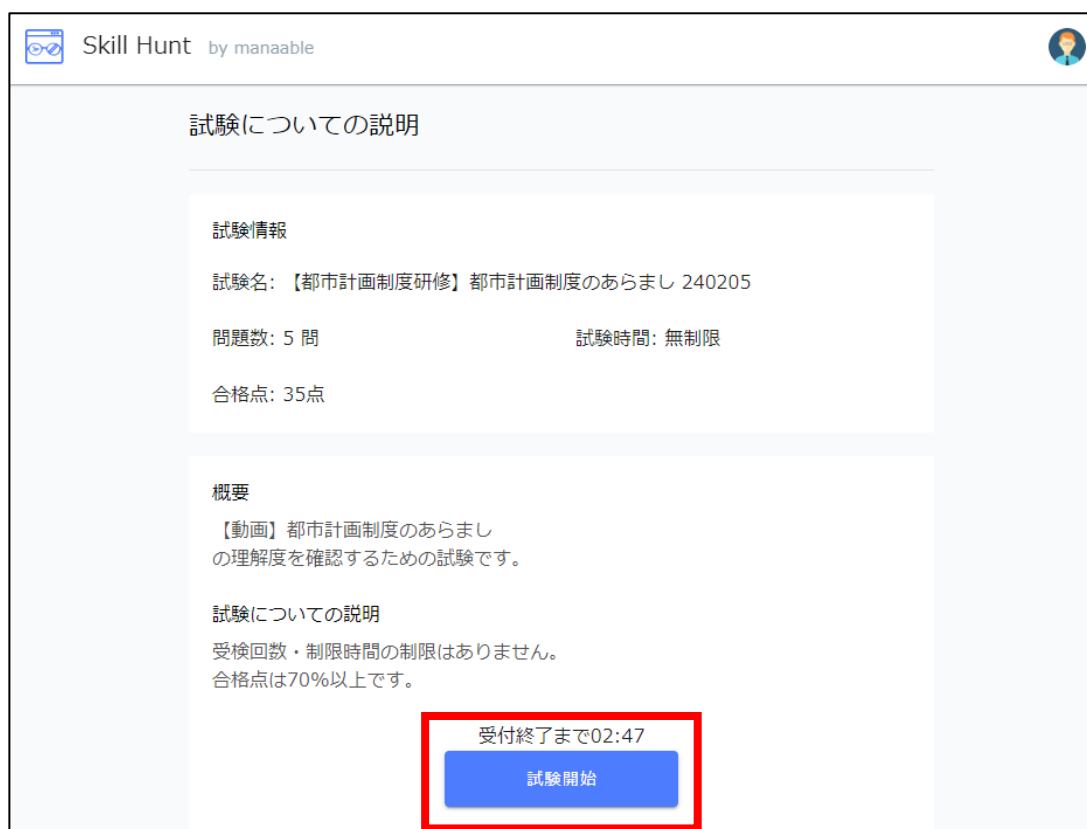 Skill Hunt by manaable
試験についての説明
試験情報
試験名: 【都市計画制度研修】都市計画制度のあらまし 240205
問題数: 5 問
試験時間: 無制限
合格点: 35点
概要
【動画】都市計画制度のあらまし
の理解度を確認するための試験です。
試験についての説明
受検回数・制限時間の制限はありません。
合格点は70%以上です。
受付終了まで02:47
試験開始